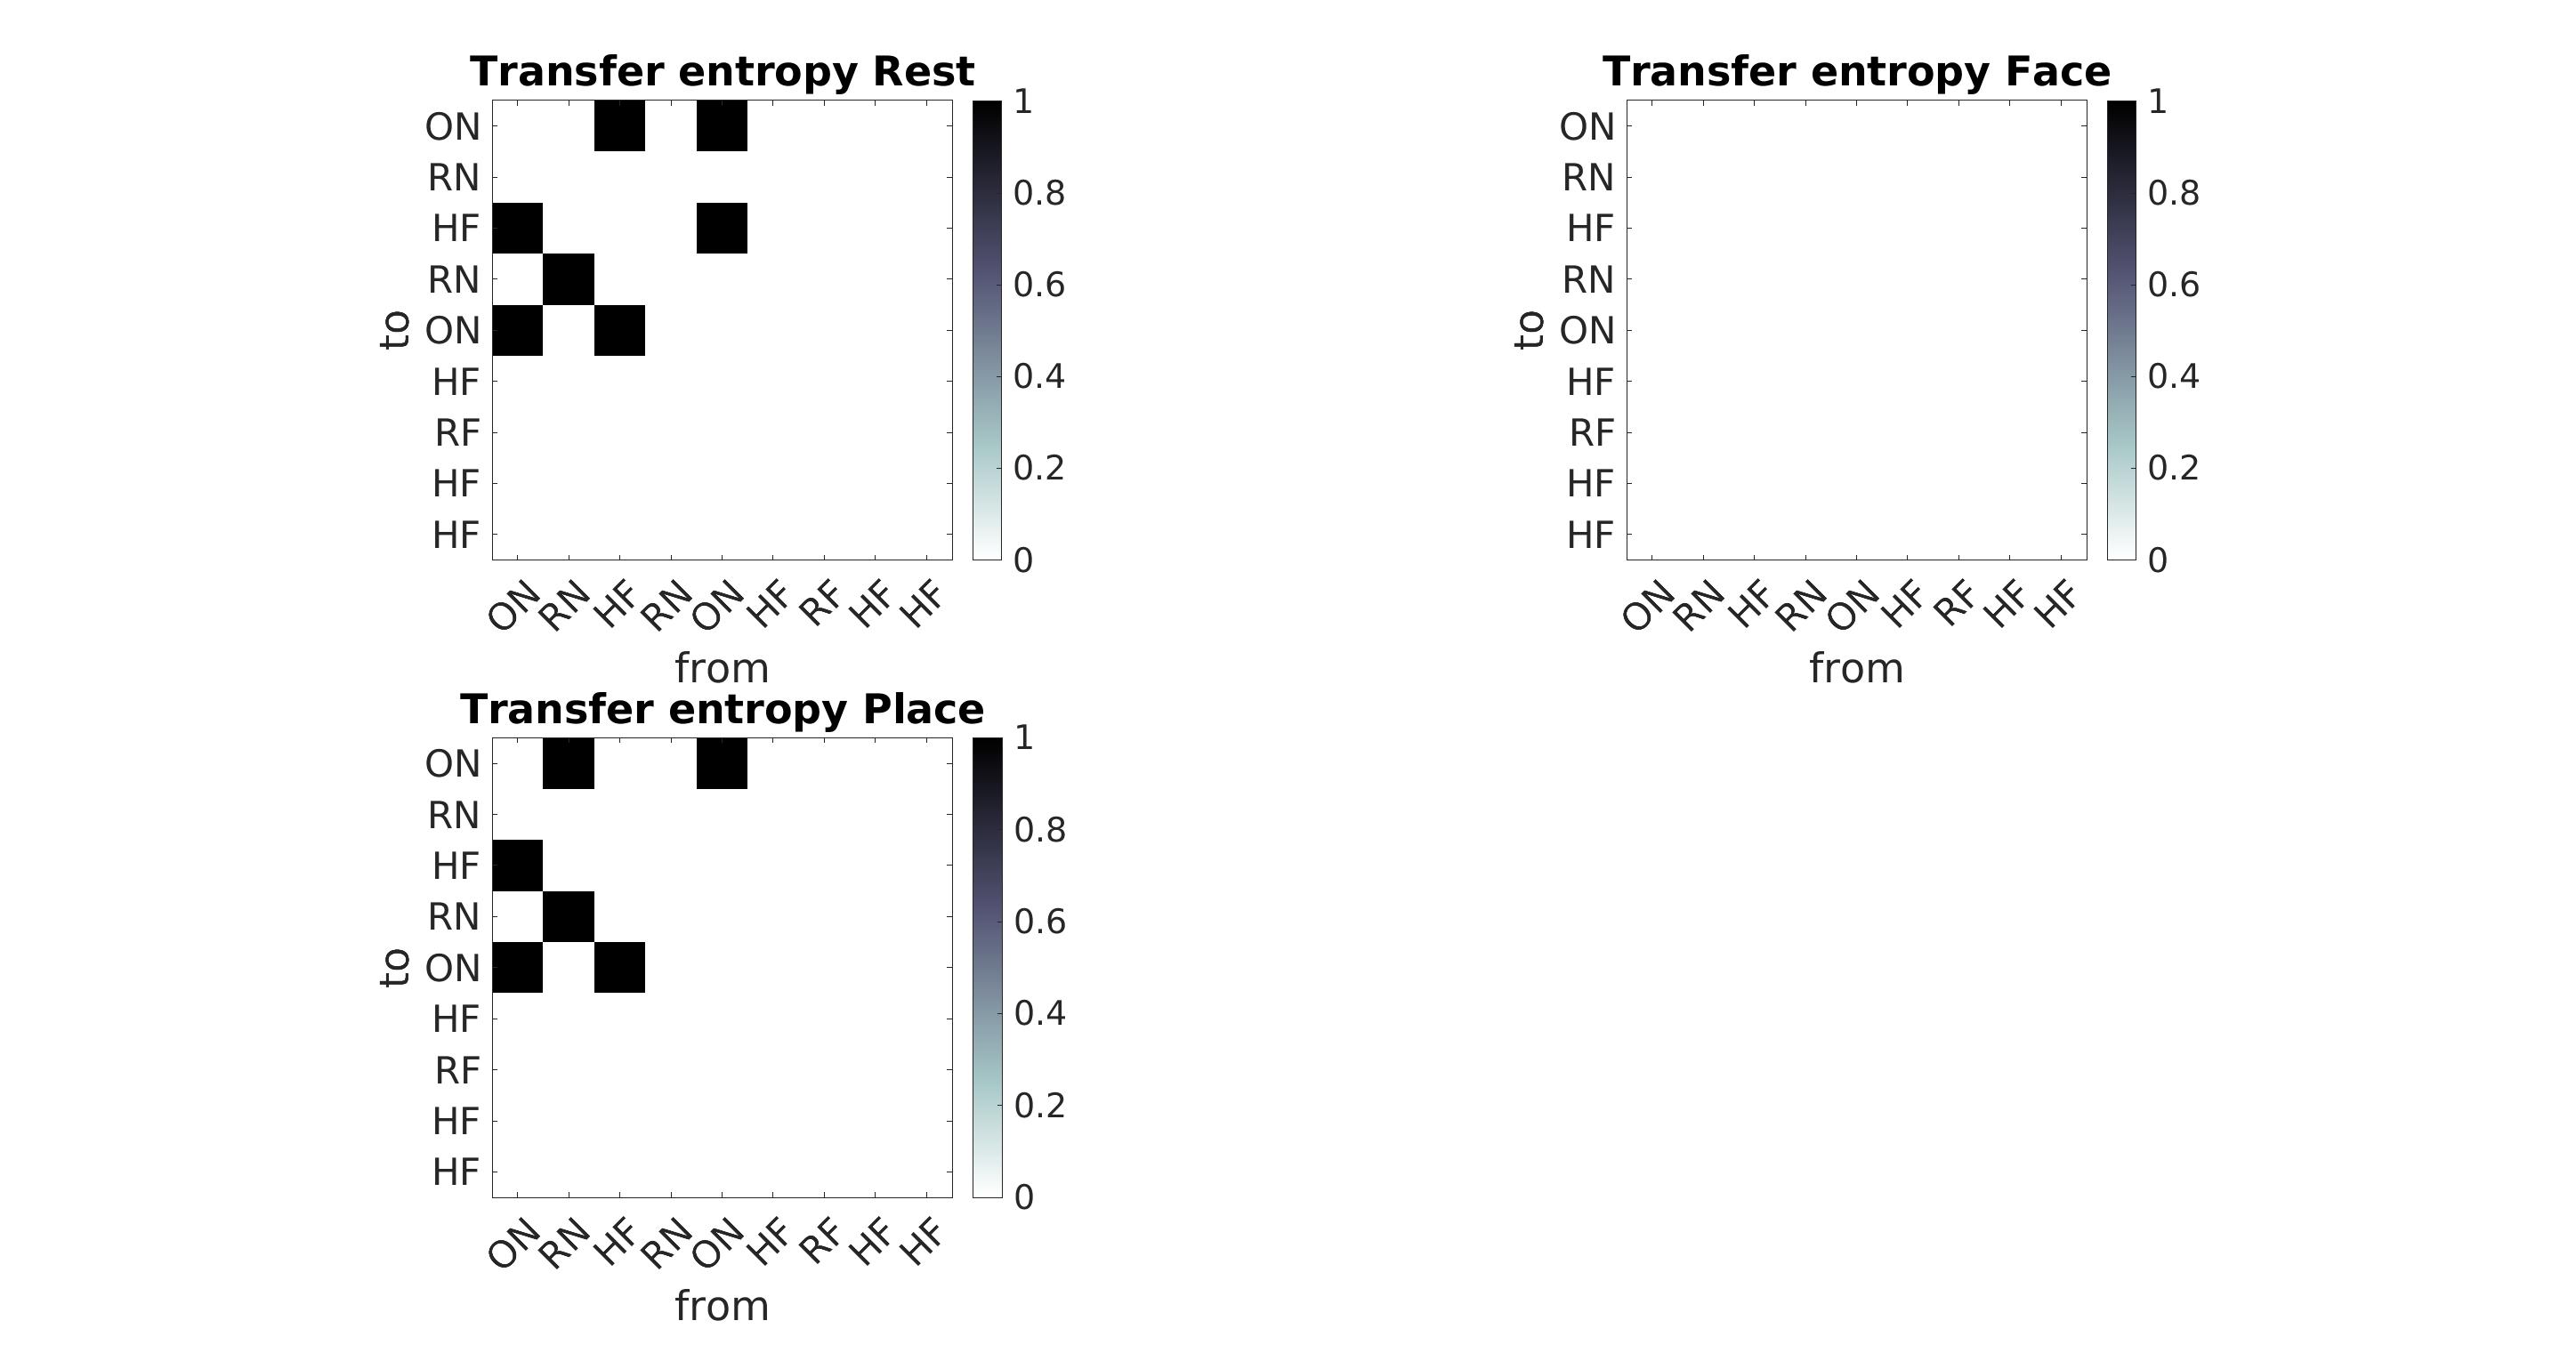 Transfer entropy Rest
ON
RN
HF
RN
ON
HF
RF
HF
HF
to
1
0.8
0.6
0.4
0.2
0
ON RN HF RN ON HF RF HF HF
from
Transfer entropy Face
ON
RN
HF
RN
ON
HF
RF
HF
HF
to
1
0.8
0.6
0.4
0.2
0
ON RN HF RN ON HF RF HF HF
from
Transfer entropy Place
ON
RN
HF
RN
ON
HF
RF
HF
HF
to
1
0.8
0.6
0.4
0.2
0
ON RN HF RN ON HF RF HF HF
from